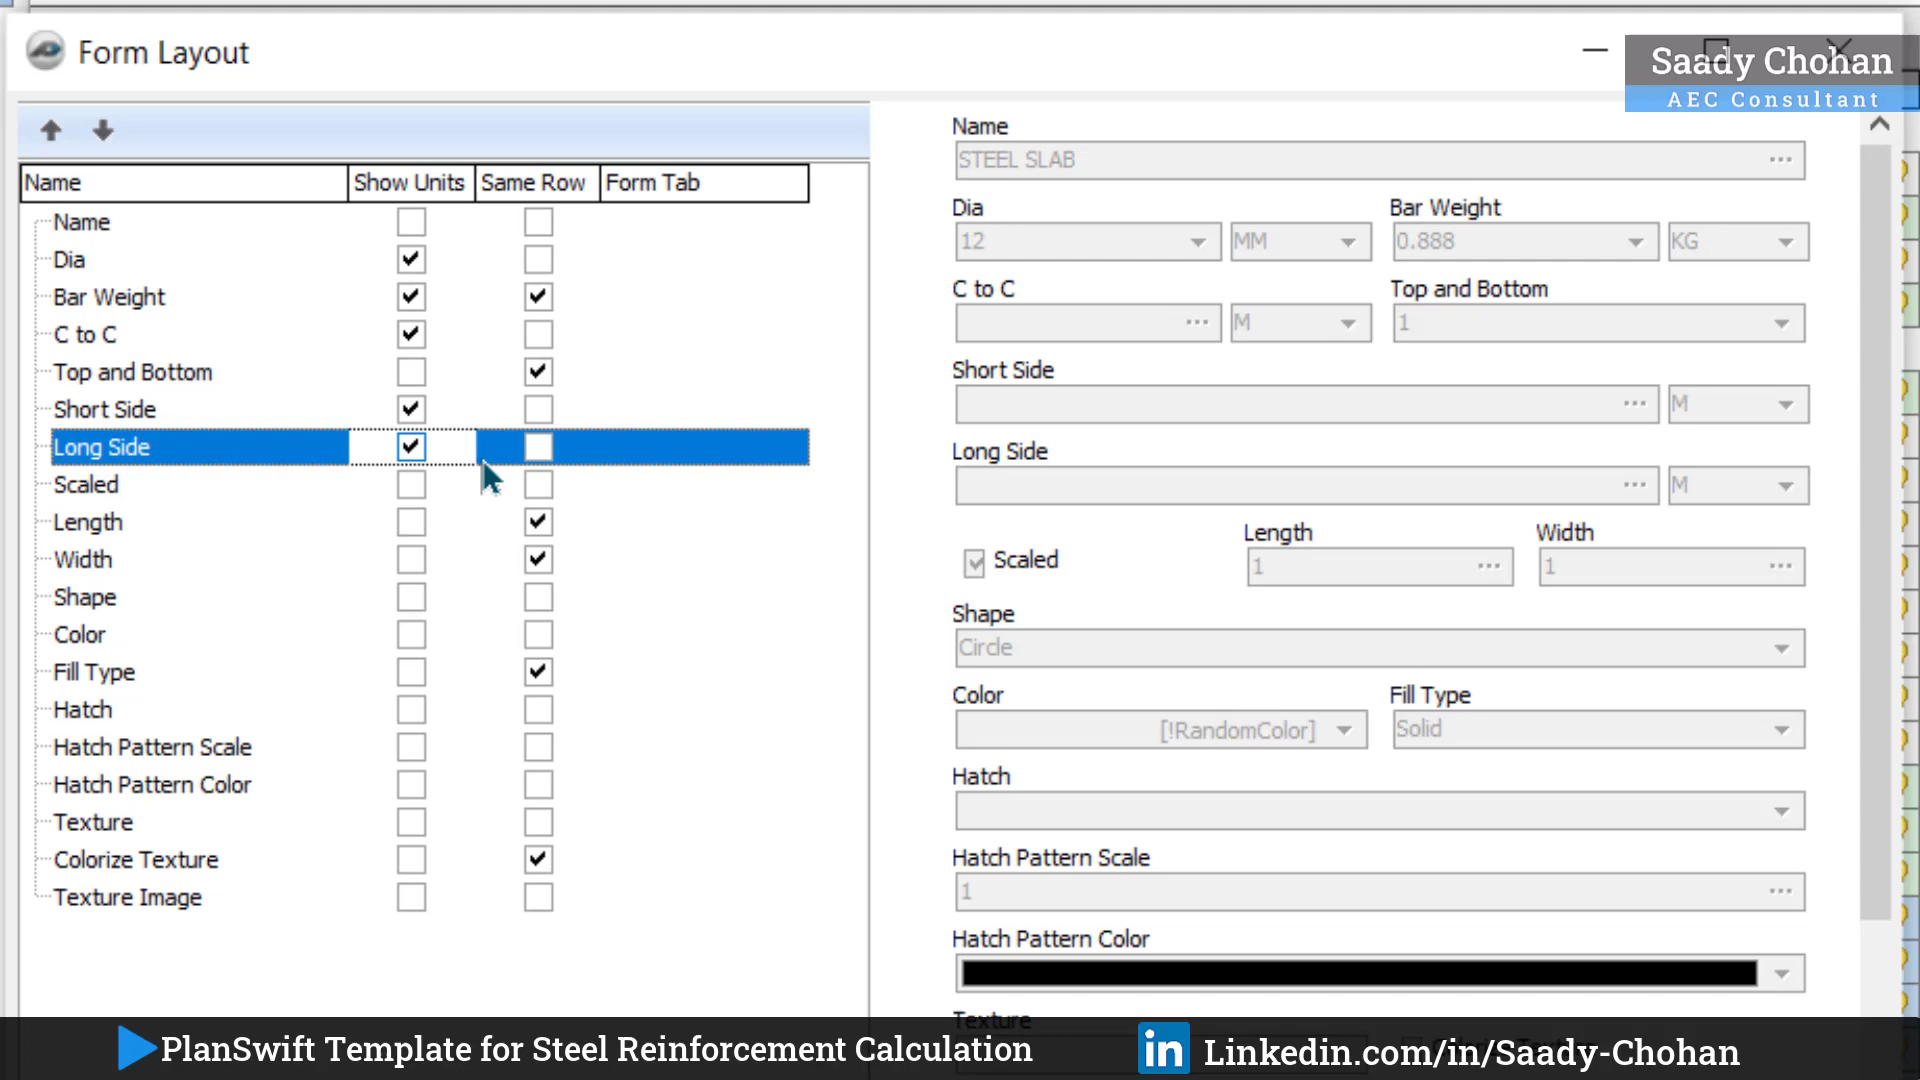 Form Layout
Saady Chohan
AEC Consultant
Name
Show Units
Same Row
Form Tab
Name
Dia
Bar Weight
C to C
Top and Bottom
Short Side
Long Side
Scaled
Length
Width
Shape
Color
Fill Type
Hatch
Hatch Pattern Scale
Hatch Pattern Color
Texture
Colorize Texture
Texture Image
Name
STEEL SLAB ...
Dia
Bar Weight
12
MM
0.888
KG
C to C
Top and Bottom
...
M
1
Short Side
... M
Long Side
... M
Length
Width
Scaled
1 ...
1 ...
Shape
Circle
Color
Fill Type
[!RandomColor]
Solid
Hatch
Hatch Pattern Scale
1 ...
Hatch Pattern Color
Texture
PlanSwift Template for Steel Reinforcement Calculation
in Linkedin.com/in/Saady-Chohan